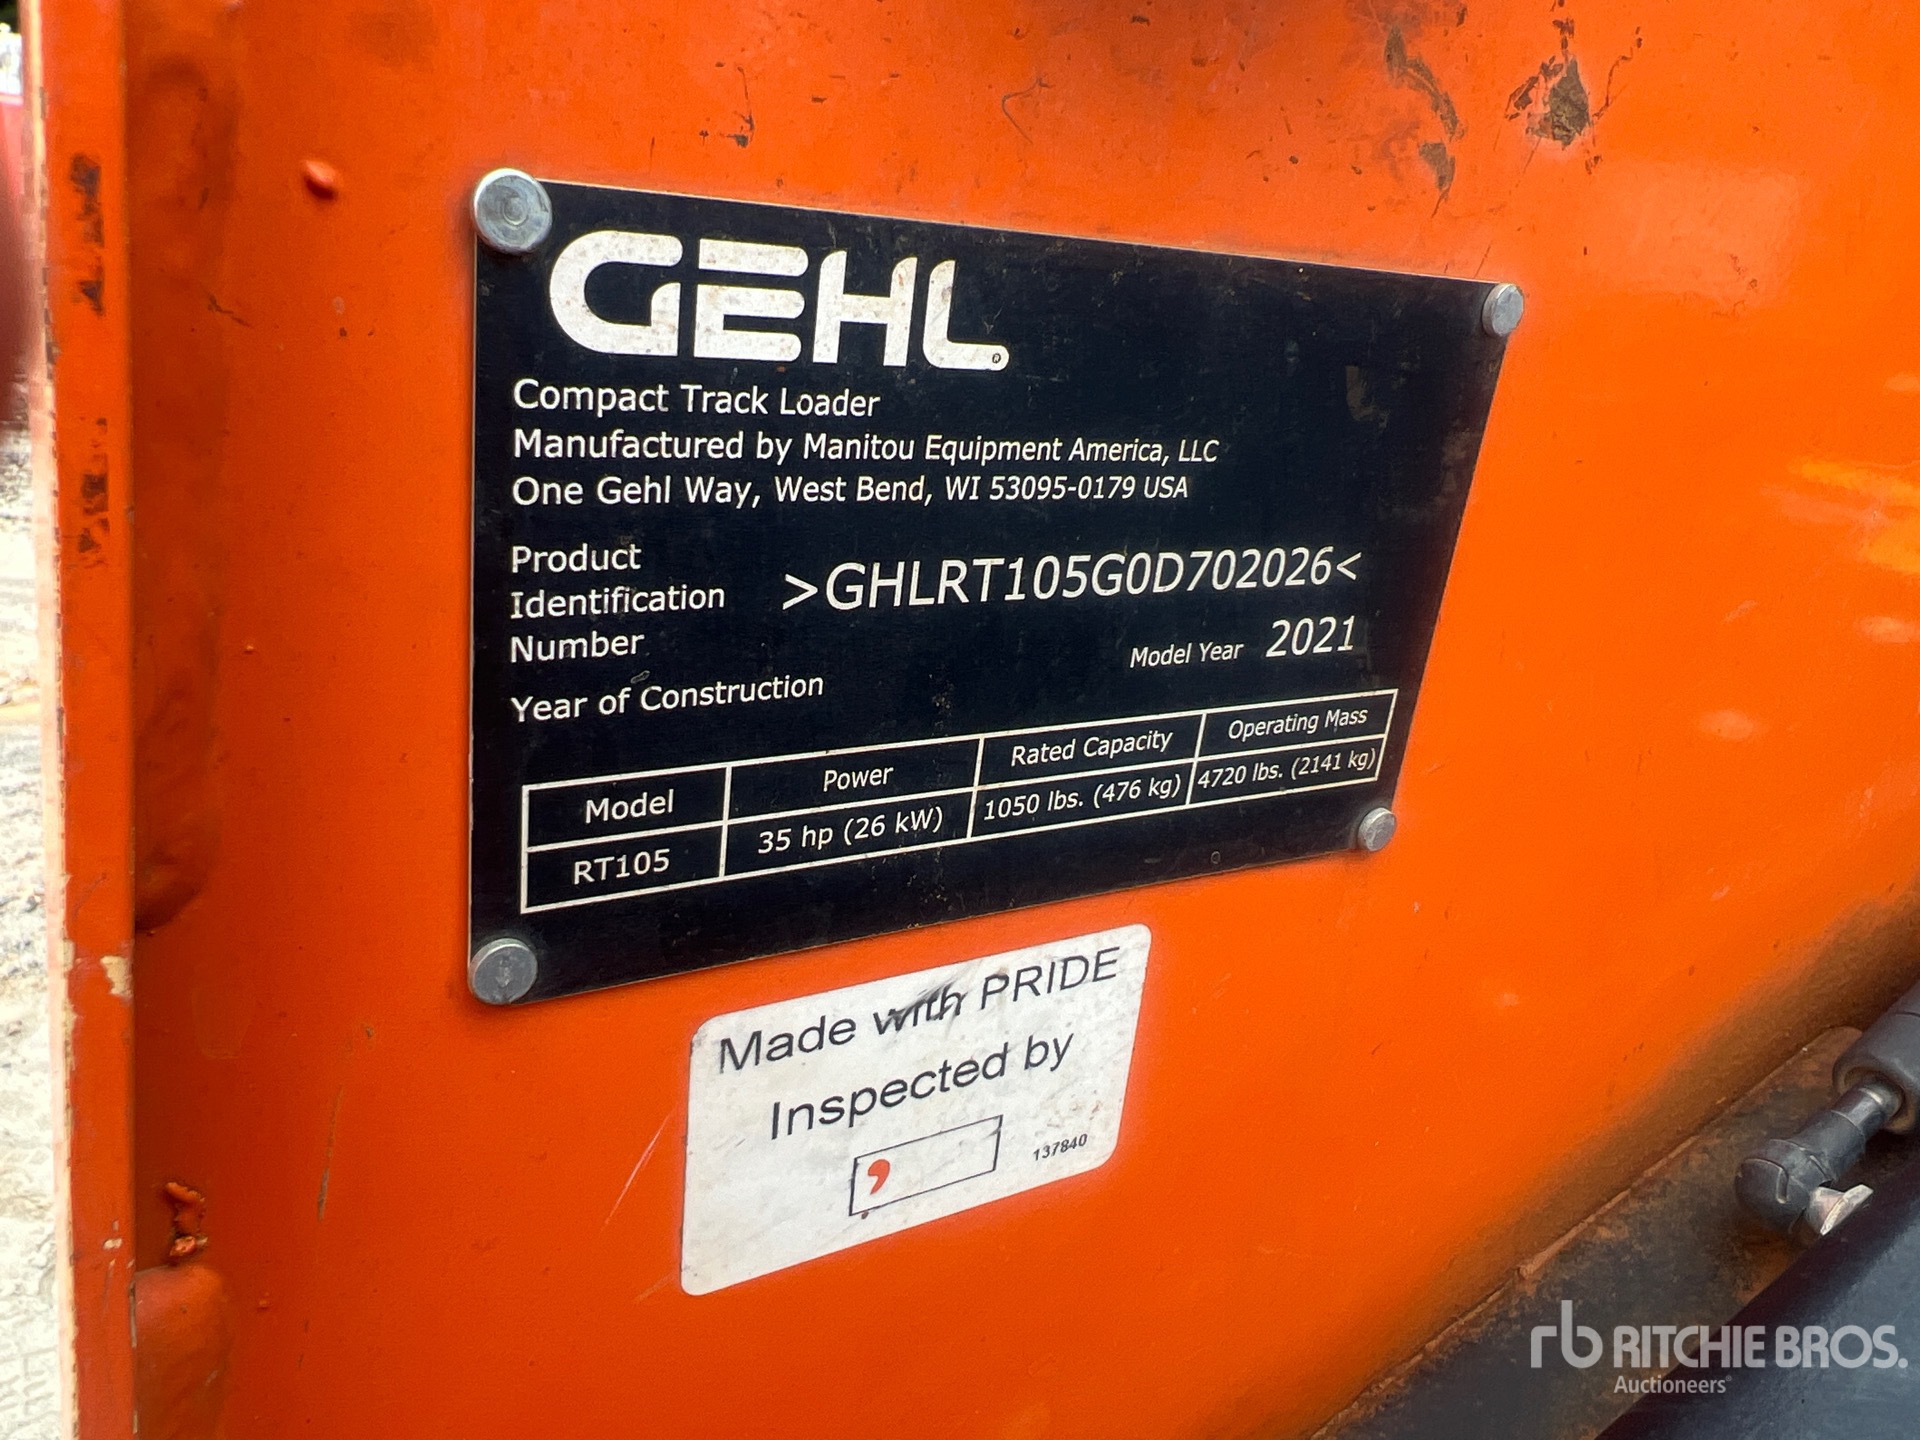 GEHL®
Compact Track Loader
Manufactured by Manitou Equipment America, LLC
One Gehl Way, West Bend, WI 53095-0179 USA
Product
Identification >GHLRT105G0D702026<
Number
Model Year 2021
Year of Construction
Model Power Rated Capacity Operating Mass
RT105 35 hp (26 kW) 1050 lbs. (476 kg) 4720 lbs. (2141 kg)
Made with PRIDE
Inspected by
137840
rb RITCHIE BROS.
Auctioneers